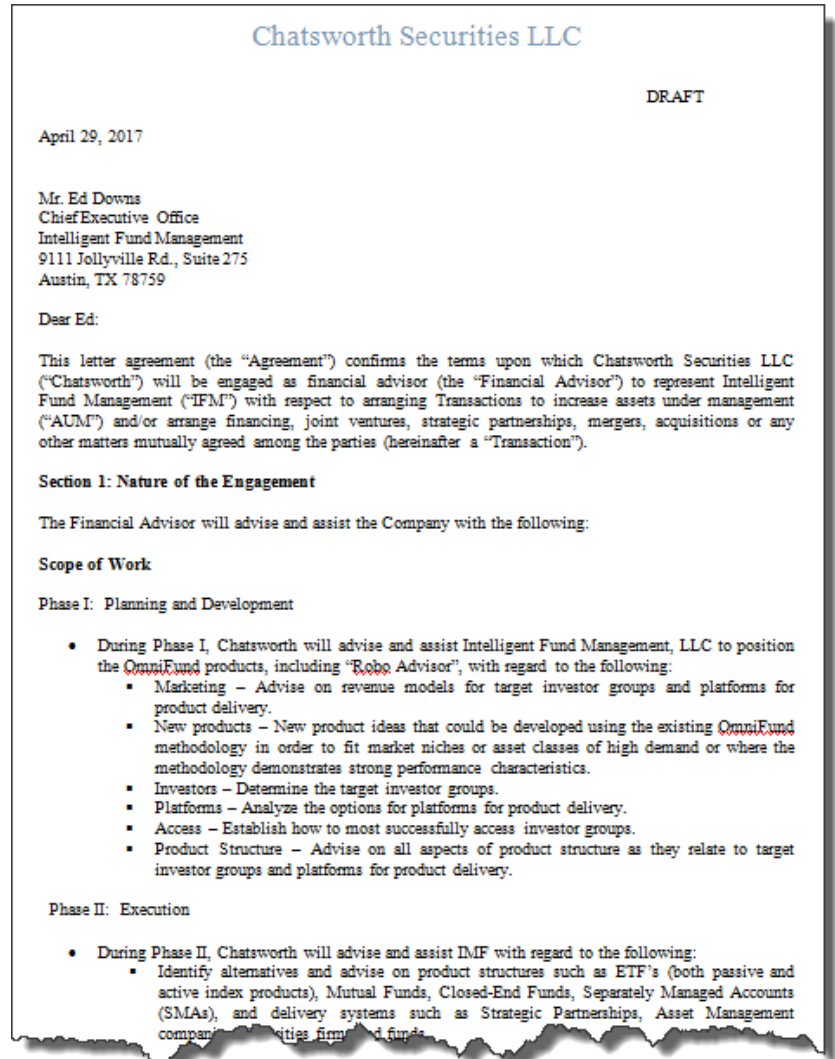 Chatsworth Securities LLC
DRAFT
April 29, 2017
Mr. Ed Downs
Chief Executive Office
Intelligent Fund Management
9111 Jollyville Rd., Suite 275
Austin, TX 78759
Dear Ed:
This letter agreement (the “Agreement”) confirms the terms upon which Chatsworth Securities LLC
(“Chatsworth”) will be engaged as financial advisor (the “Financial Advisor”) to represent Intelligent
Fund Management (“IFM”) with respect to arranging Transactions to increase assets under management
(“AUM”) and/or arrange financing, joint ventures, strategic partnerships, mergers, acquisitions or any
other matters mutually agreed among the parties (hereinafter a “Transaction”).
Section 1: Nature of the Engagement
The Financial Advisor will advise and assist the Company with the following:
Scope of Work
Phase I: Planning and Development
• During Phase I, Chatsworth will advise and assist Intelligent Fund Management, LLC to position
the OmniFund products, including “Robo Advisor”, with regard to the following:
▪ Marketing – Advise on revenue models for target investor groups and platforms for
product delivery.
▪ New products – New product ideas that could be developed using the existing OmniFund
methodology in order to fit market niches or asset classes of high demand or where the
methodology demonstrates strong performance characteristics.
▪ Investors – Determine the target investor groups.
▪ Platforms – Analyze the options for platforms for product delivery.
▪ Access – Establish how to most successfully access investor groups.
▪ Product Structure – Advise on all aspects of product structure as they relate to target
investor groups and platforms for product delivery.
Phase II: Execution
• During Phase II, Chatsworth will advise and assist IMF with regard to the following:
▪ Identify alternatives and advise on product structures such as ETF’s (both passive and
active index products), Mutual Funds, Closed-End Funds, Separately Managed Accounts
(SMAs), and delivery systems such as Strategic Partnerships, Asset Management
funds